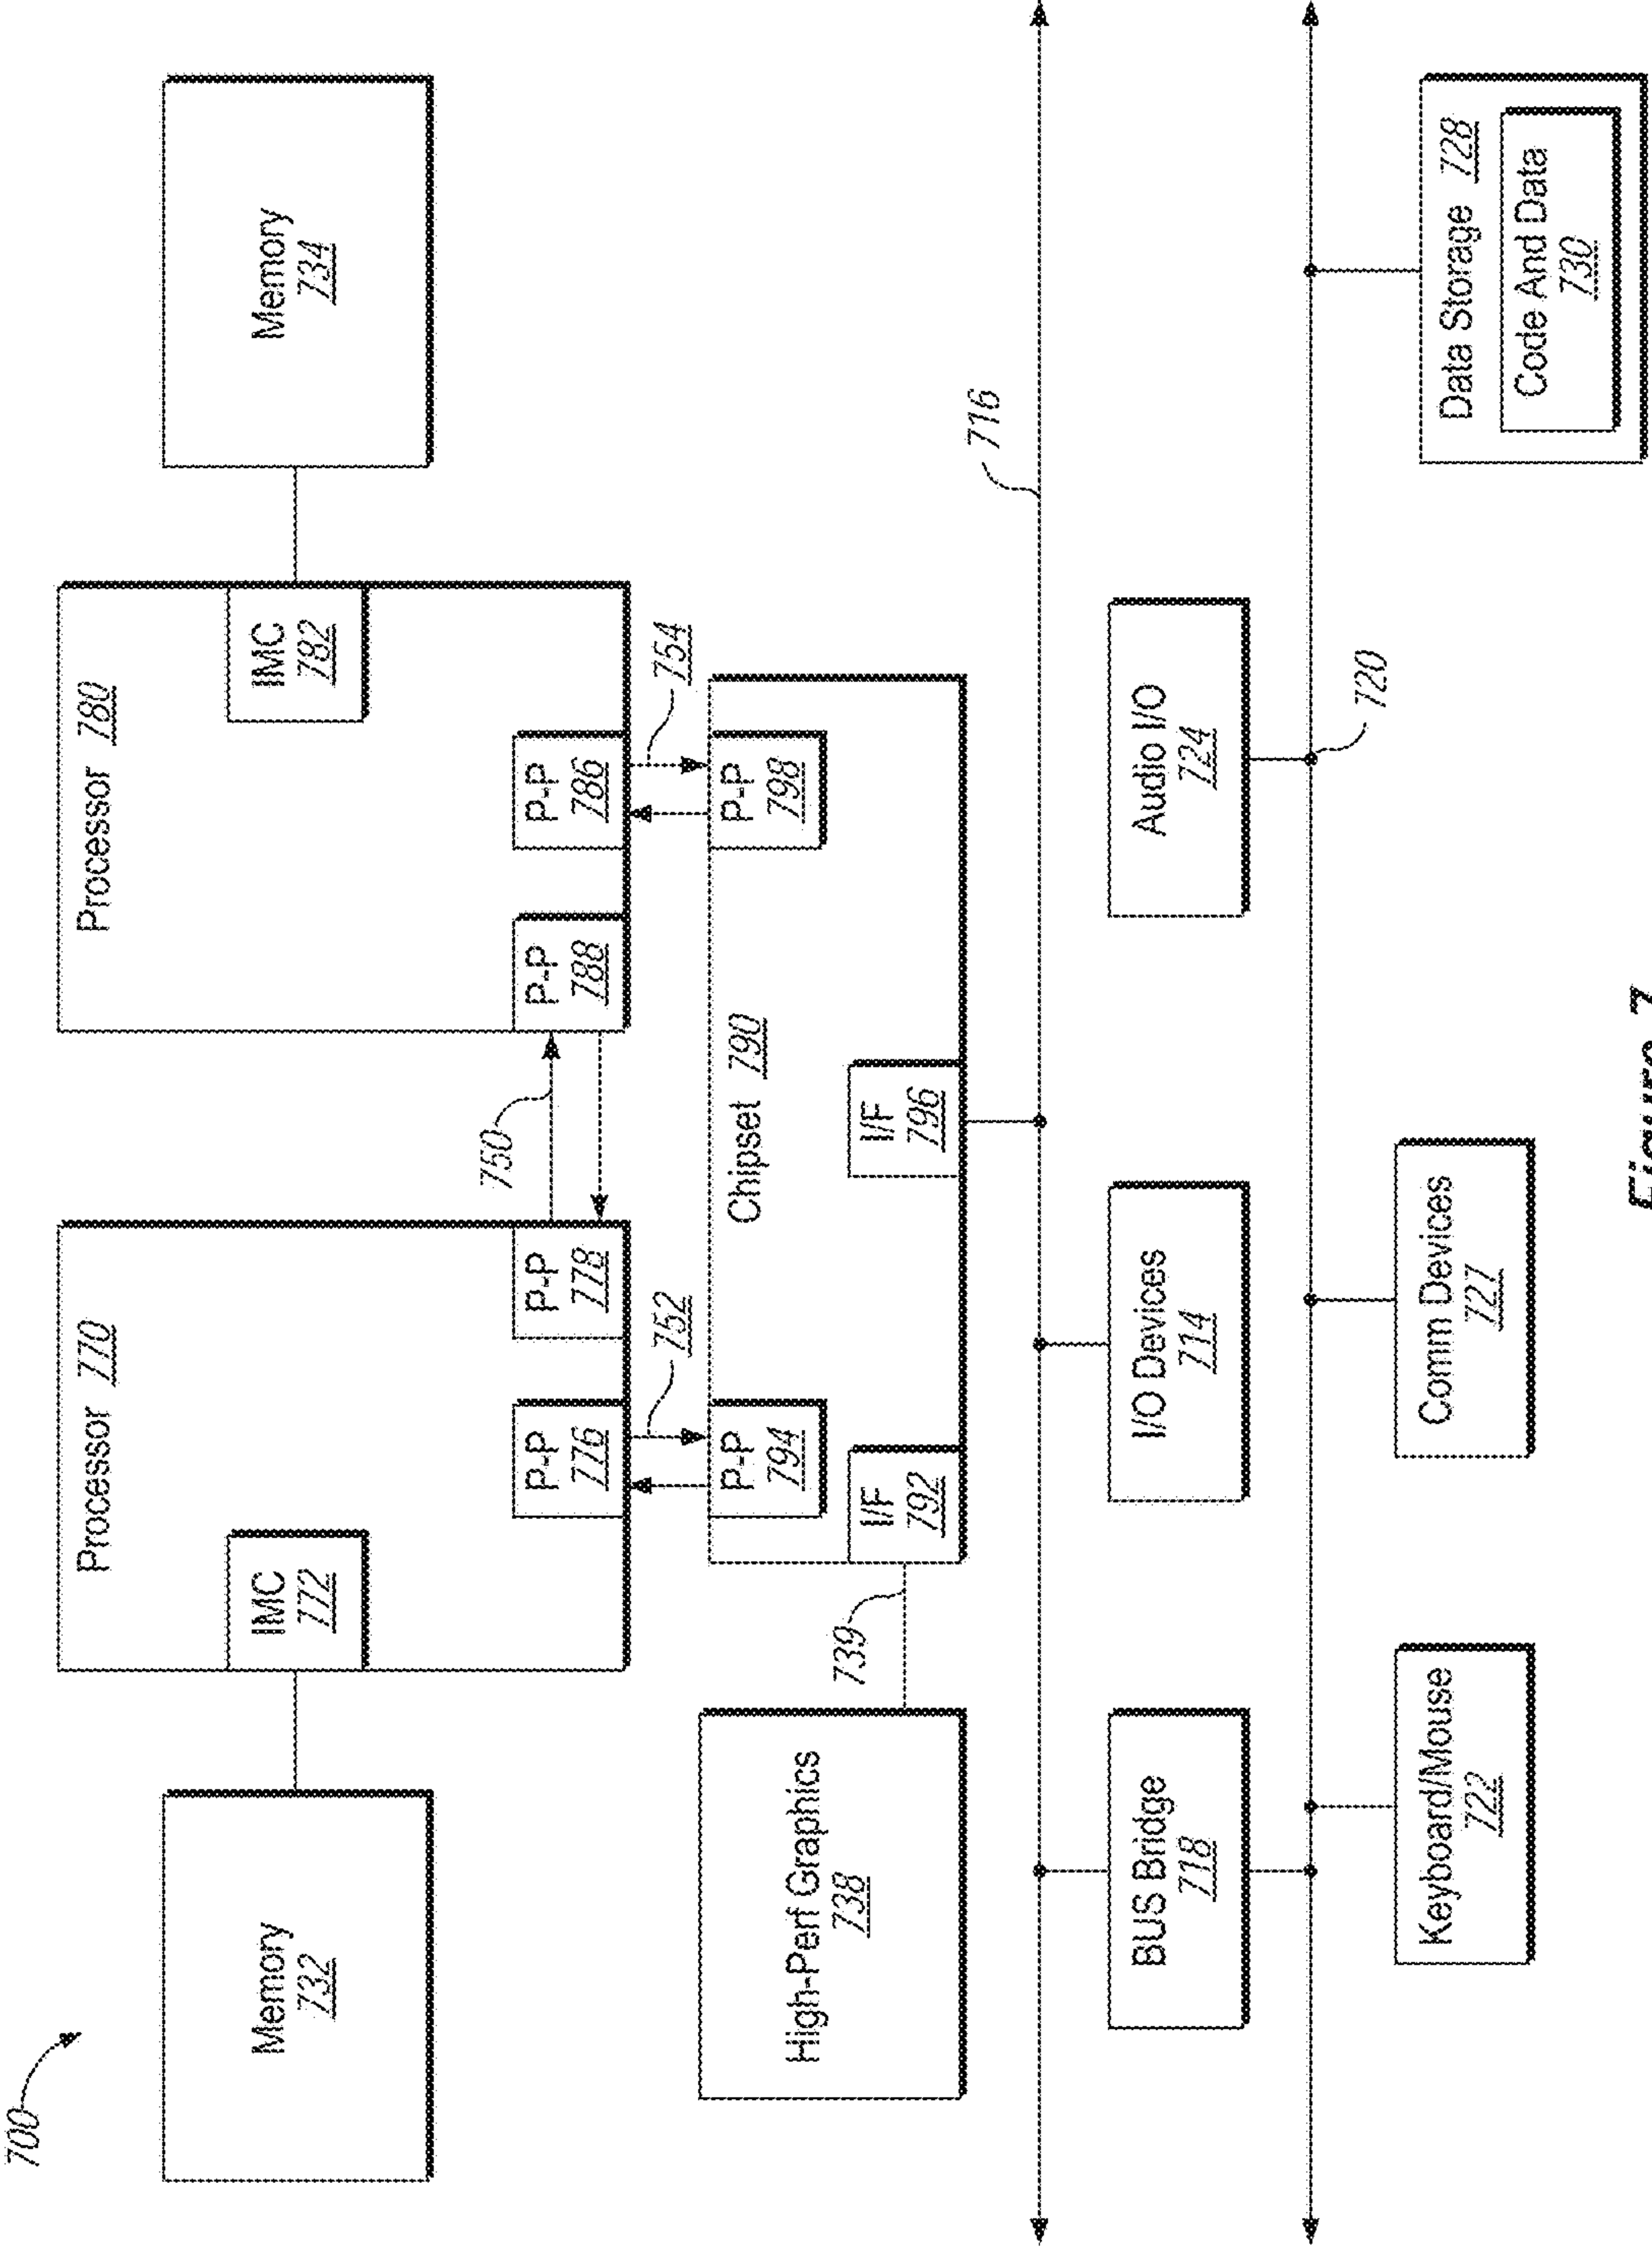 700
Memory
732
Processor 770
IMC
772
P-P
776
P-P
778
750
Processor 780
IMC
782
P-P
788
P-P
786
Memory
734
752
754
High-Perf Graphics
738
739
Chipset 790
P-P
794
P-P
798
I/F
792
I/F
796
716
BUS Bridge
718
I/O Devices
714
Audio I/O
724
720
Keyboard/Mouse
722
Comm Devices
727
Data Storage 728
Code And Data
730
Figure 7